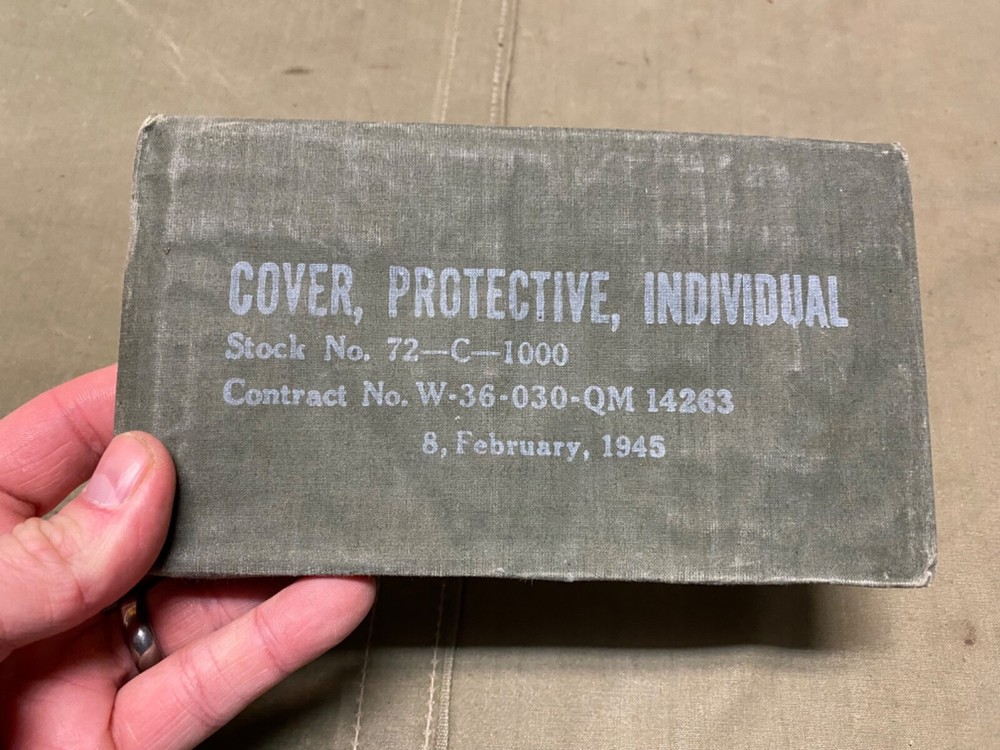 COVER, PROTECTIVE, INDIVIDUAL
Stock No. 72—C—1000
Contract No. W-36-030-QM 14263
8, February, 1945